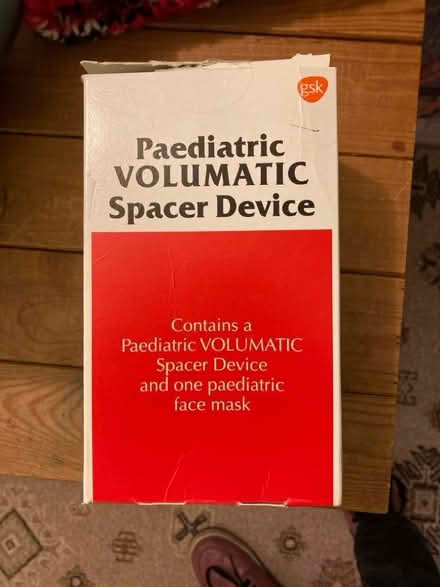 gsk
Paediatric
VOLUMATIC
Spacer Device
Contains a
Paediatric VOLUMATIC
Spacer Device
and one paediatric
face mask